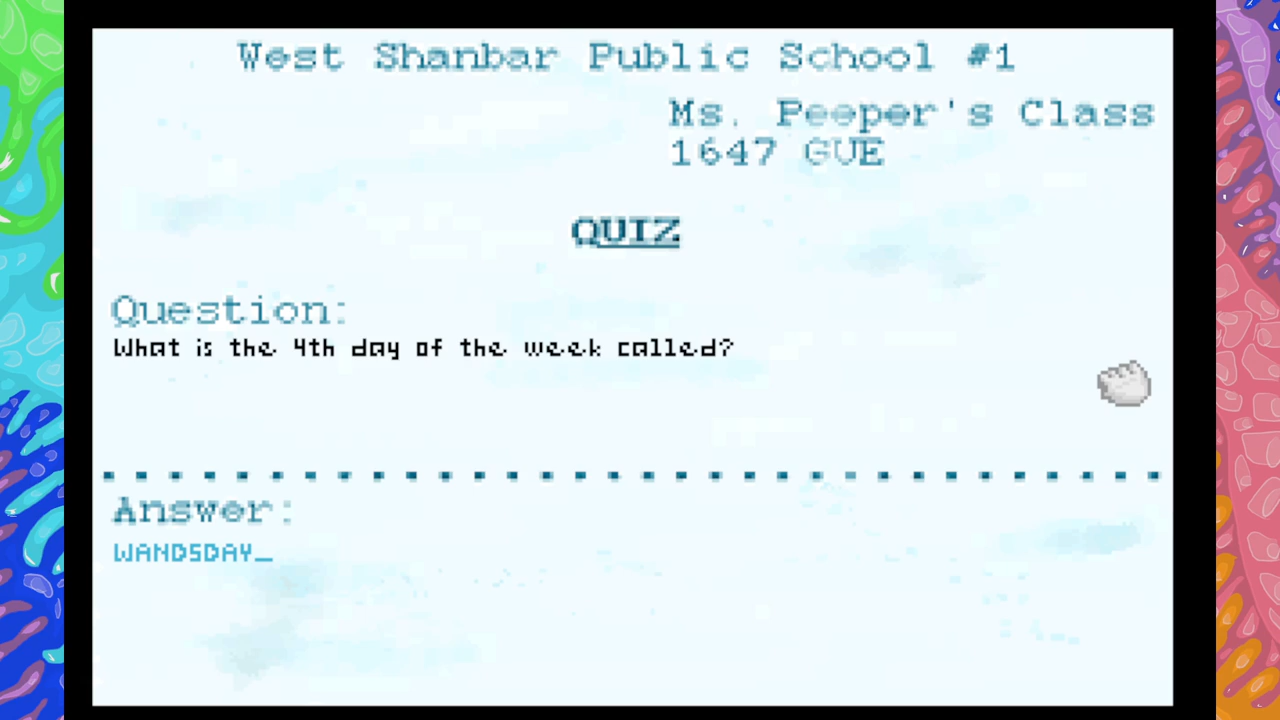 West Shanbar Public School #1
Ms. Peeper's Class
1647 GUE
QUIZ
Question:
What is the 4th day of the week called?
Answer:
WANDSDAY_